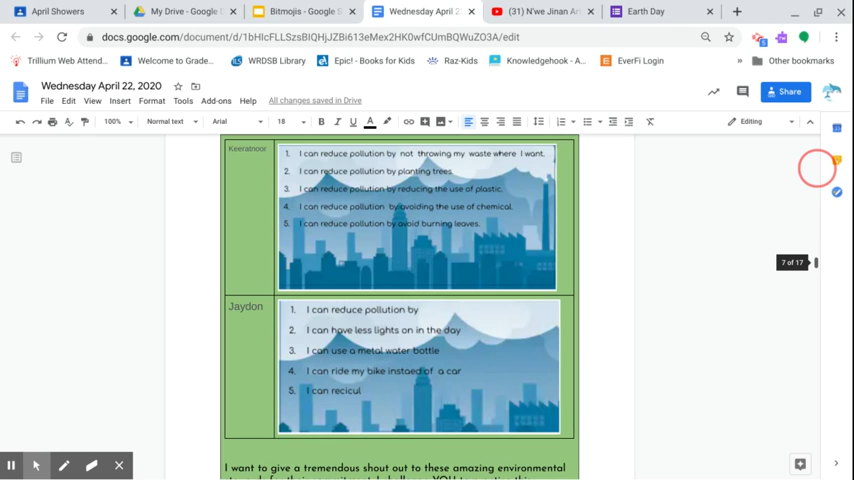 April Showers
My Drive - Google
Bitmojis - Google S
Wednesday April 2
(31) N'we Jinan Art
Earth Day
docs.google.com/document/d/1bHIcFLLSzsBIQHjJZBi613eMex2HK0wfCUmBQWuZO3A/edit
Trillium Web Attend...
Welcome to Grade...
WRDSB Library
Epic! - Books for Kids
Raz-Kids
Knowledgehook - A...
EverFi Login
»
Other bookmarks
Wednesday April 22, 2020
File Edit View Insert Format Tools Add-ons Help All changes saved in Drive
Share
100% Normal text Arial 18 B I U A Editing
Keeratnoor
1. I can reduce pollution by not throwing my waste where I want.
2. I can reduce pollution by planting trees.
3. I can reduce pollution by reducing the use of plastic.
4. I can reduce pollution by avoiding the use of chemical.
5. I can reduce pollution by avoid burning leaves.
7 of 17
Jaydon
1. I can reduce pollution by
2. I can have less lights on in the day
3. I can use a metal water bottle
4. I can ride my bike instaed of a car
5. I can recicul
I want to give a tremendous shout out to these amazing environmental